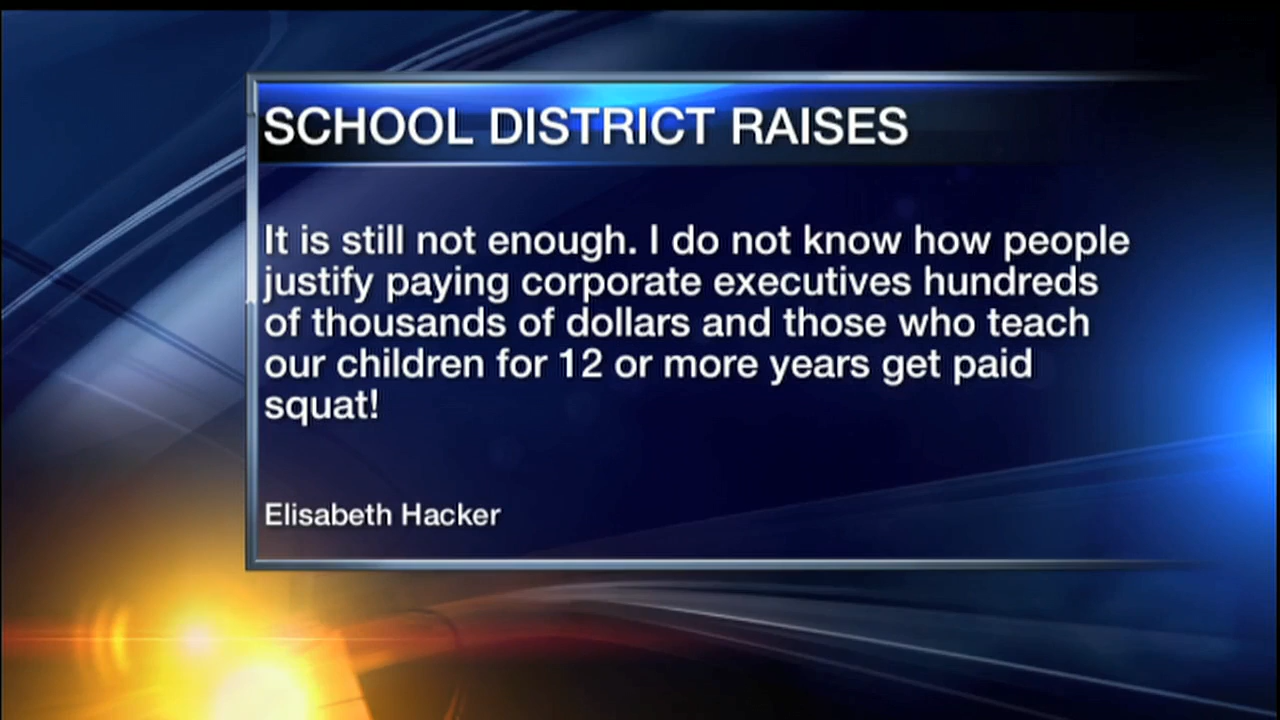 SCHOOL DISTRICT RAISES
It is still not enough. I do not know how people
justify paying corporate executives hundreds
of thousands of dollars and those who teach
our children for 12 or more years get paid
squat!
Elisabeth Hacker